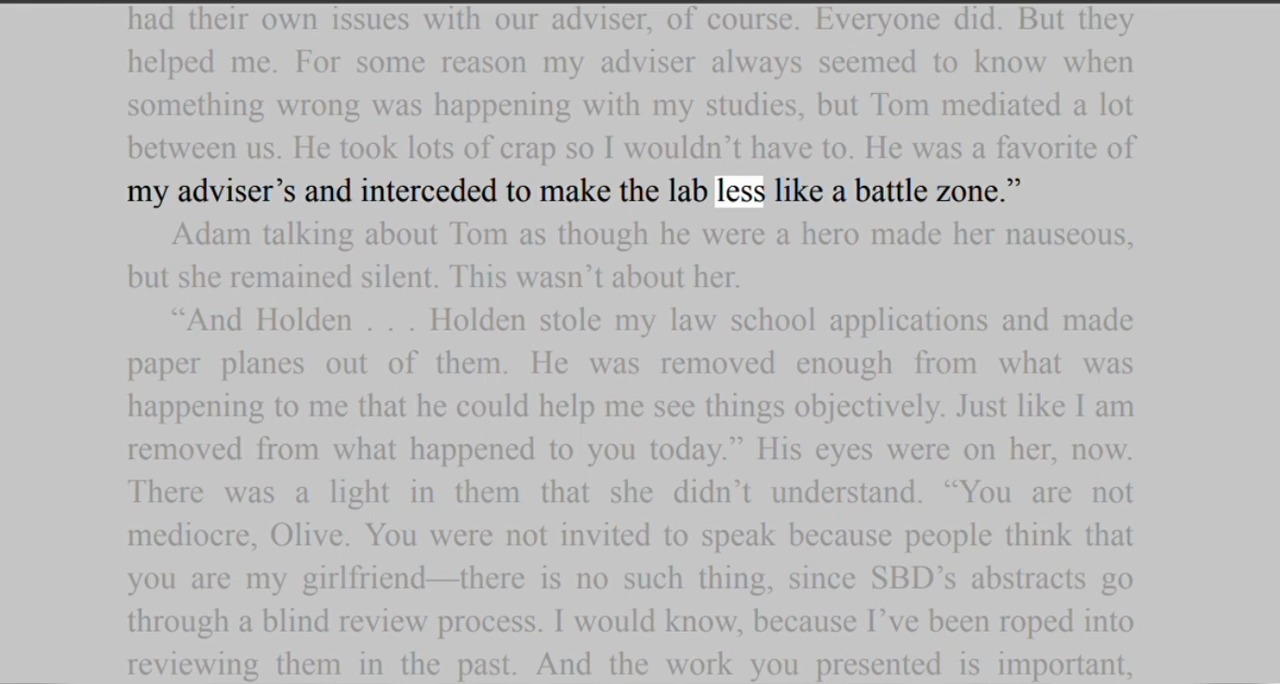 had their own issues with our adviser, of course. Everyone did. But they
helped me. For some reason my adviser always seemed to know when
something wrong was happening with my studies, but Tom mediated a lot
between us. He took lots of crap so I wouldn’t have to. He was a favorite of
my adviser’s and interceded to make the lab less like a battle zone.”
Adam talking about Tom as though he were a hero made her nauseous,
but she remained silent. This wasn’t about her.
“And Holden . . . Holden stole my law school applications and made
paper planes out of them. He was removed enough from what was
happening to me that he could help me see things objectively. Just like I am
removed from what happened to you today.” His eyes were on her, now.
There was a light in them that she didn’t understand. “You are not
mediocre, Olive. You were not invited to speak because people think that
you are my girlfriend—there is no such thing, since SBD’s abstracts go
through a blind review process. I would know, because I’ve been roped into
reviewing them in the past. And the work you presented is important,